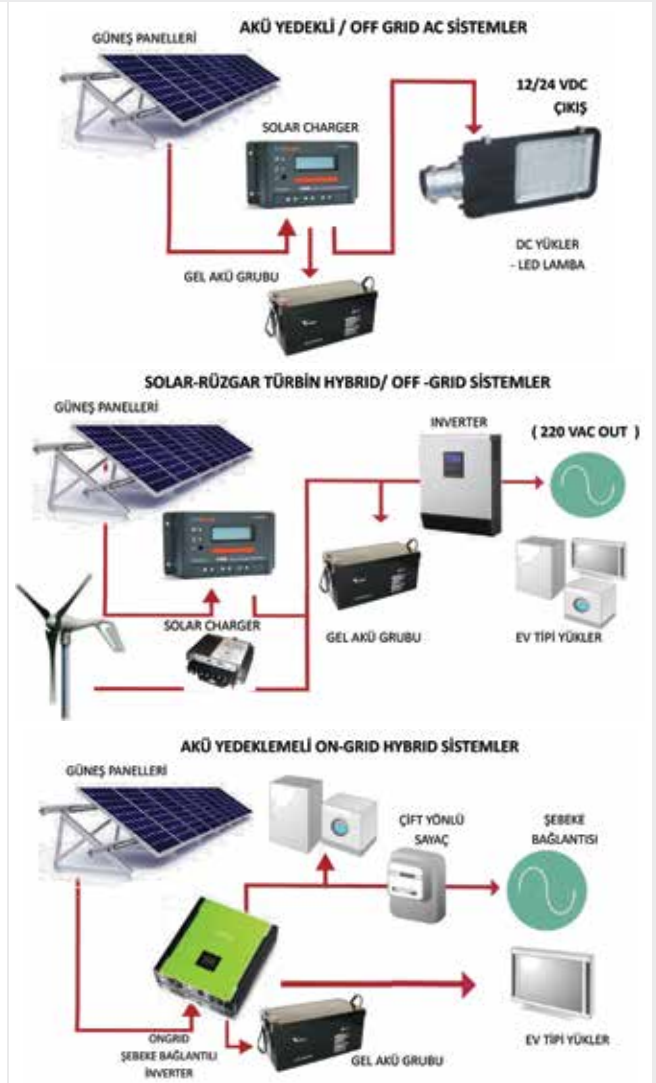 AKÜ YEDEKLİ / OFF GRID AC SİSTEMLER
GÜNEŞ PANELLERİ
12/24 VDC
ÇIKIŞ
SOLAR CHARGER
DC YÜKLER
- LED LAMBA
GEL AKÜ GRUBU
SOLAR-RÜZGAR TÜRBİN HYBRID/ OFF -GRID SİSTEMLER
GÜNEŞ PANELLERİ
INVERTER
( 220 VAC OUT )
SOLAR CHARGER
GEL AKÜ GRUBU
EV TİPİ YÜKLER
AKÜ YEDEKLEMELİ ON-GRID HYBRID SİSTEMLER
GÜNEŞ PANELLERİ
ÇİFT YÖNLÜ
SAYAÇ
ŞEBEKE
BAĞLANTISI
ONGRID
ŞEBEKE BAĞLANTILI
İNVERTER
GEL AKÜ GRUBU
EV TİPİ YÜKLER